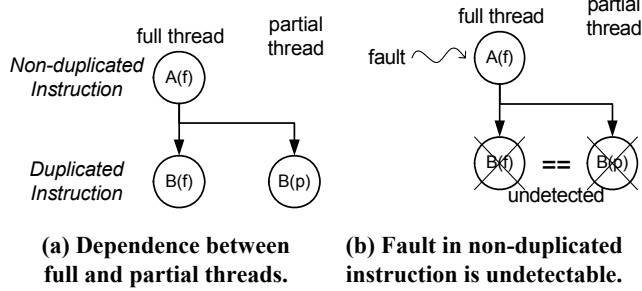 full thread
partial
thread
Non-duplicated
Instruction
A(f)
Duplicated
Instruction
B(f)
B(p)
(a) Dependence between
full and partial threads.
full thread
partial
thread
fault
A(f)
B(f)
==
B(p)
undetected
(b) Fault in non-duplicated
instruction is undetectable.